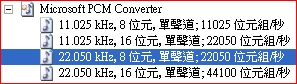 Microsoft PCM Converter
11.025 kHz, 8 位元, 單聲道; 11025 位元組/秒
11.025 kHz, 16 位元, 單聲道; 22050 位元組/秒
22.050 kHz, 8 位元, 單聲道; 22050 位元組/秒
22.050 kHz, 16 位元, 單聲道; 44100 位元組/秒